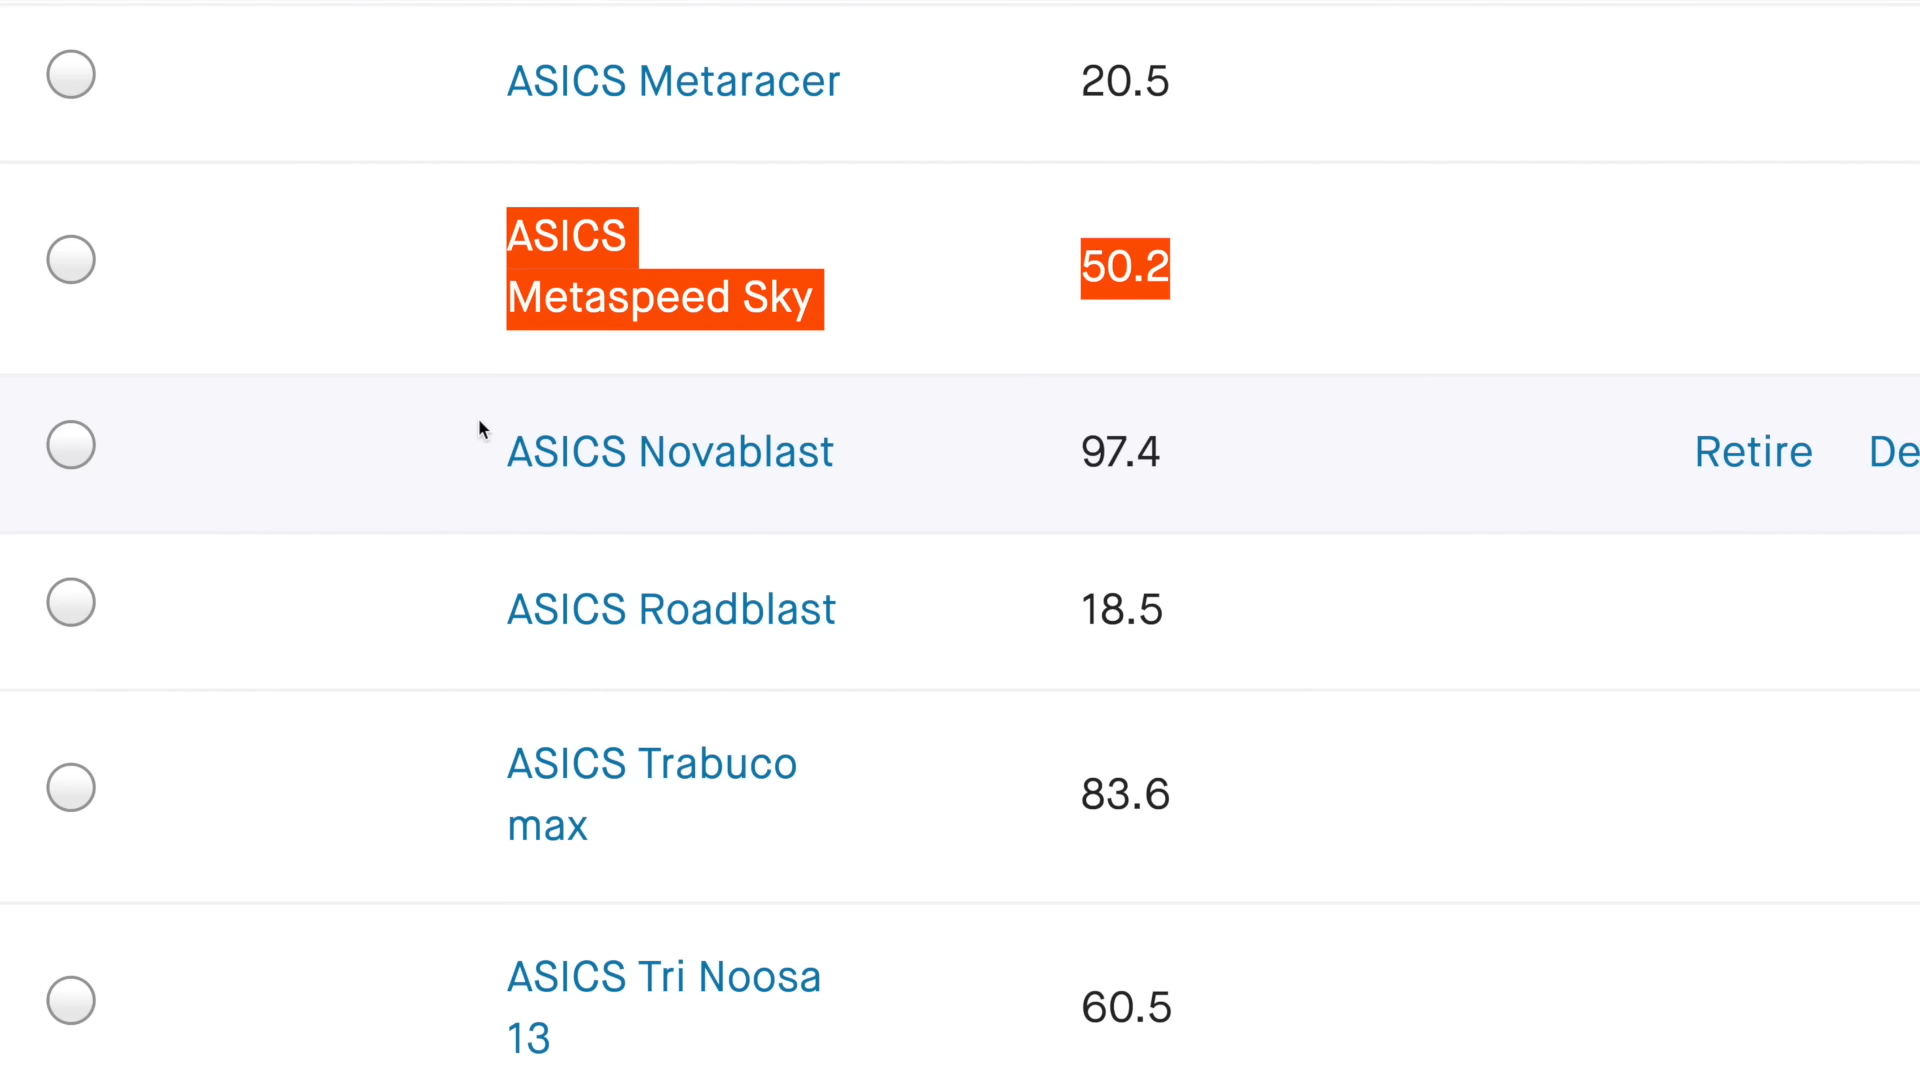 ASICS Metaracer 20.5
ASICS
Metaspeed Sky
50.2
ASICS Novablast 97.4 Retire De
ASICS Roadblast 18.5
ASICS Trabuco
max
83.6
ASICS Tri Noosa
13
60.5